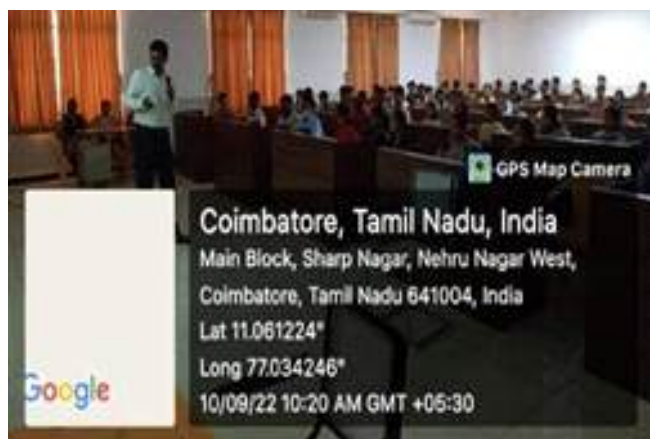 GPS Map Camera
Coimbatore, Tamil Nadu, India
Main Block, Sharp Nagar, Nehru Nagar West,
Coimbatore, Tamil Nadu 641004, India
Lat 11.061224°
Long 77.034246°
Google
10/09/22 10:20 AM GMT +05:30